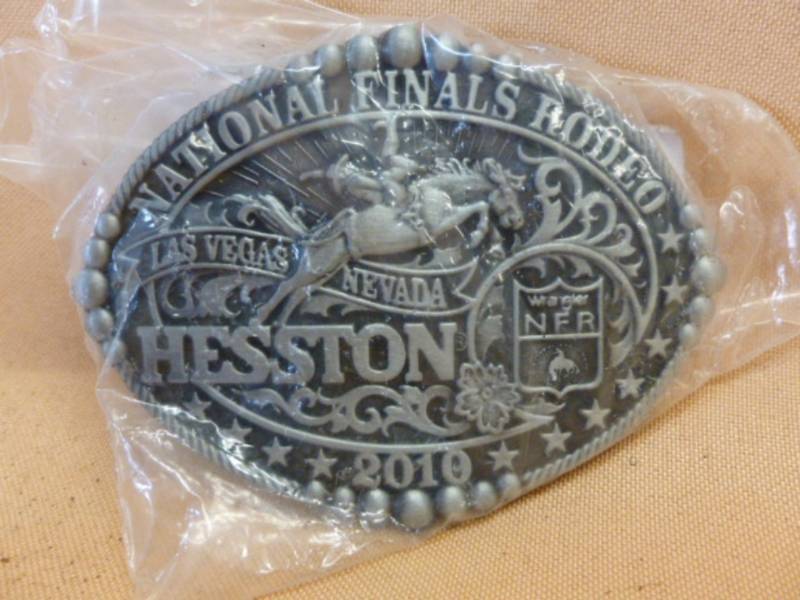 NATIONAL FINALS RODEO
LAS VEGAS
NEVADA
HESSTON®
Wrangler
NFR
2010